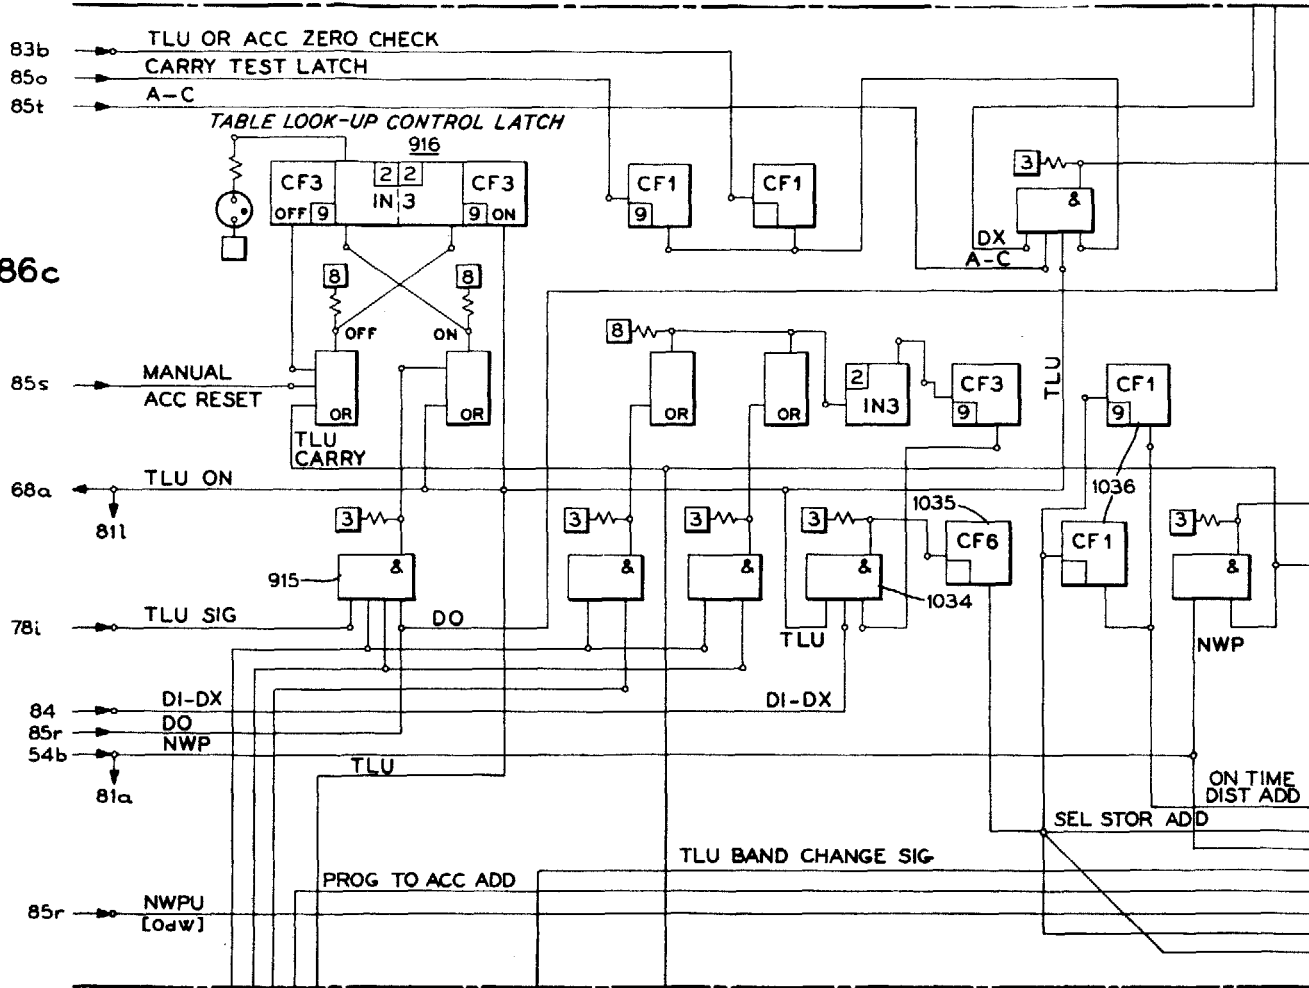 83b TLU OR ACC ZERO CHECK
85o CARRY TEST LATCH
85t A-C
TABLE LOOK-UP CONTROL LATCH
916
CF3 2 2 CF3
IN 3
OFF 9 9 ON
CF1
9
CF1
3
&
DX
A-C
86c
8 8
OFF ON
8
85s MANUAL
ACC RESET
OR OR OR OR
2
IN3
CF3
9
TLU
CF1
9
TLU
CARRY
68a TLU ON
81l
3 3 3 3 3
1035
1036
CF6
CF1
915
& & & & &
1034
78i TLU SIG
DO
TLU
NWP
84 DI-DX DI-DX
85r DO
54b NWP
81a
TLU
ON TIME
DIST ADD
SEL STOR ADD
TLU BAND CHANGE SIG
PROG TO ACC ADD
85r NWPU
[OdW]